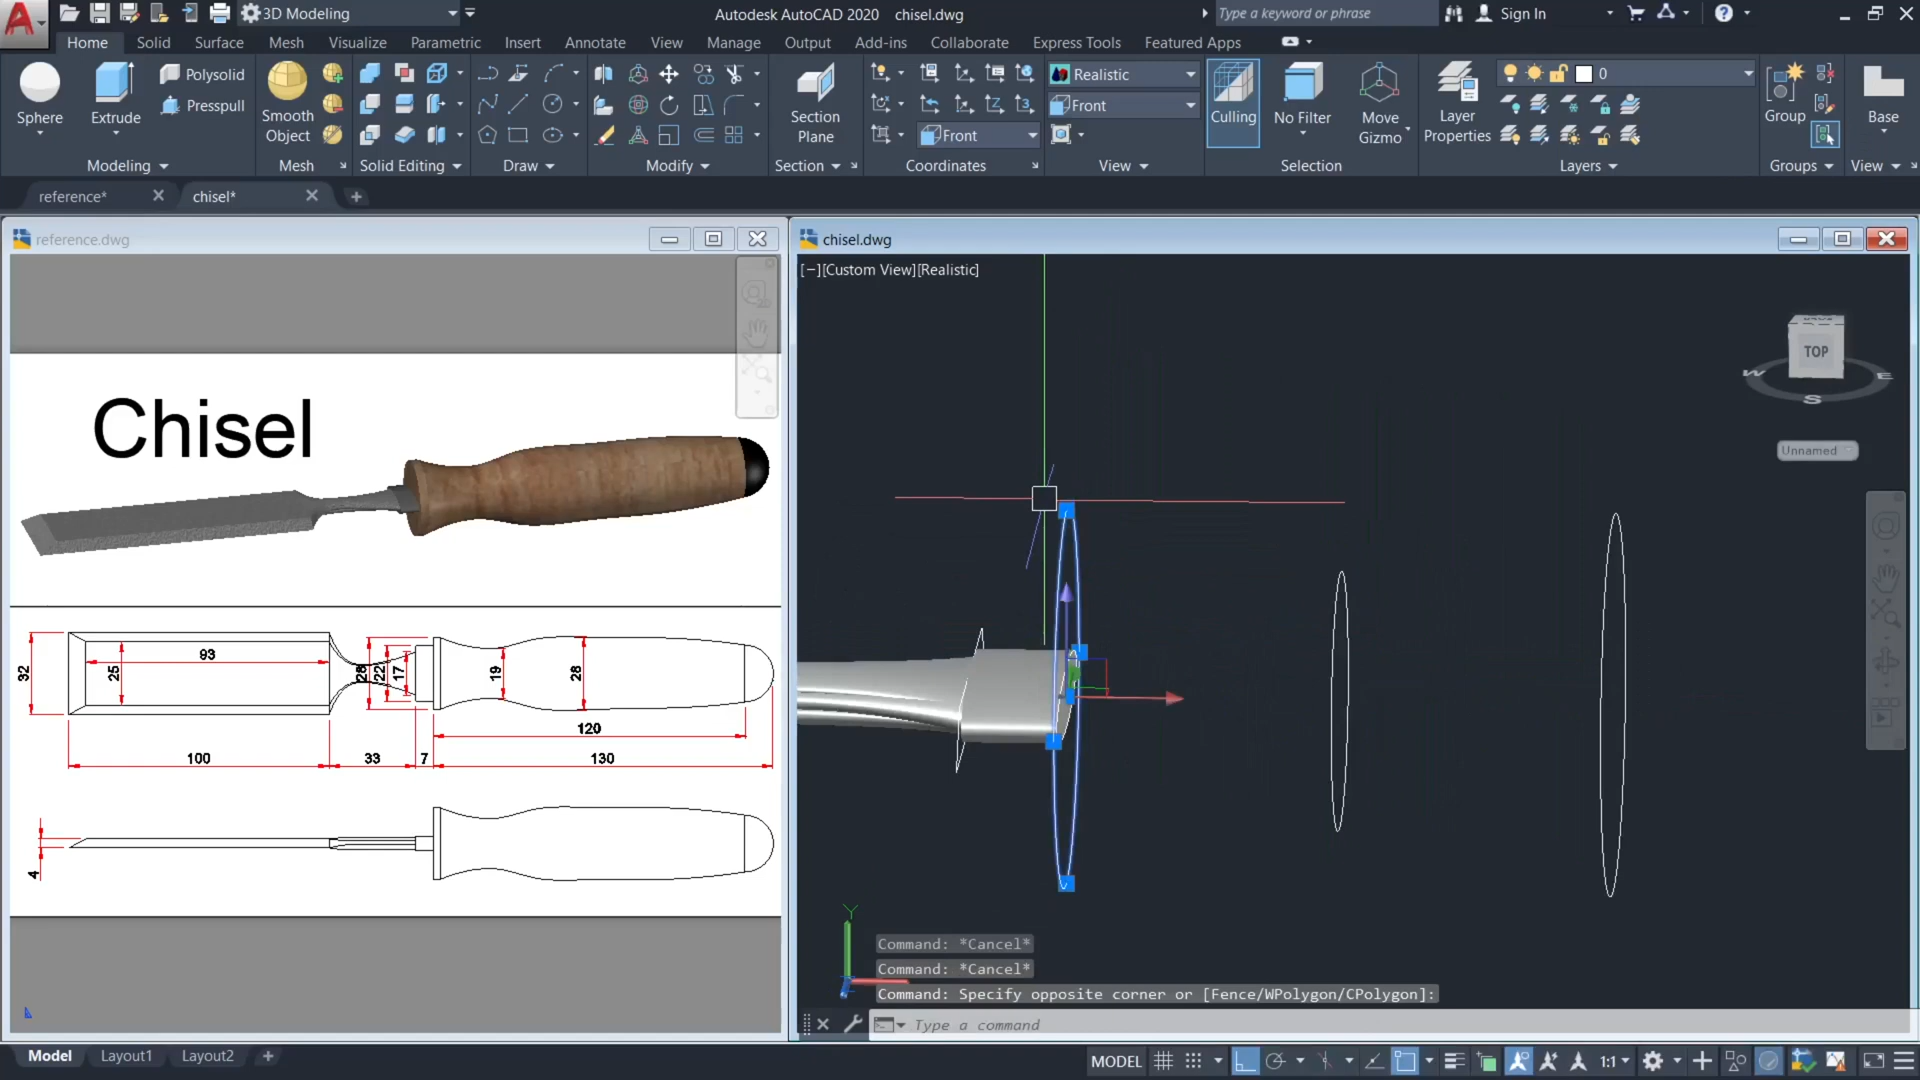 3D Modeling
Autodesk AutoCAD 2020 chisel.dwg
Type a keyword or phrase
Sign In
Home Solid Surface Mesh Visualize Parametric Insert Annotate View Manage Output Add-ins Collaborate Express Tools Featured Apps
Polysolid
Presspull
Sphere
Extrude
Smooth
Object
Section
Plane
Realistic
Front
Front
Culling
No Filter
Move
Gizmo
Layer
Properties
0
Group
Base
Modeling
Mesh
Solid Editing
Draw
Modify
Section
Coordinates
View
Selection
Layers
Groups
View
reference*
chisel*
reference.dwg
chisel.dwg
[−][Custom View][Realistic]
Chisel
32
25
93
28
22
17
19
28
120
100
33
7
130
4
TOP
W
S
E
Unnamed
Y
Command: *Cancel*
Command: *Cancel*
Command: Specify opposite corner or [Fence/WPolygon/CPolygon]:
Type a command
Model
Layout1
Layout2
MODEL
1:1